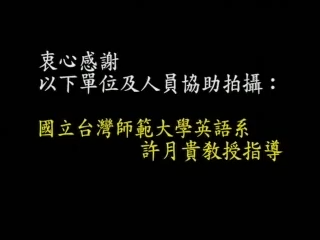 衷心感謝
以下單位及人員協助拍攝：
國立台灣師範大學英語系
許月貴教授指導